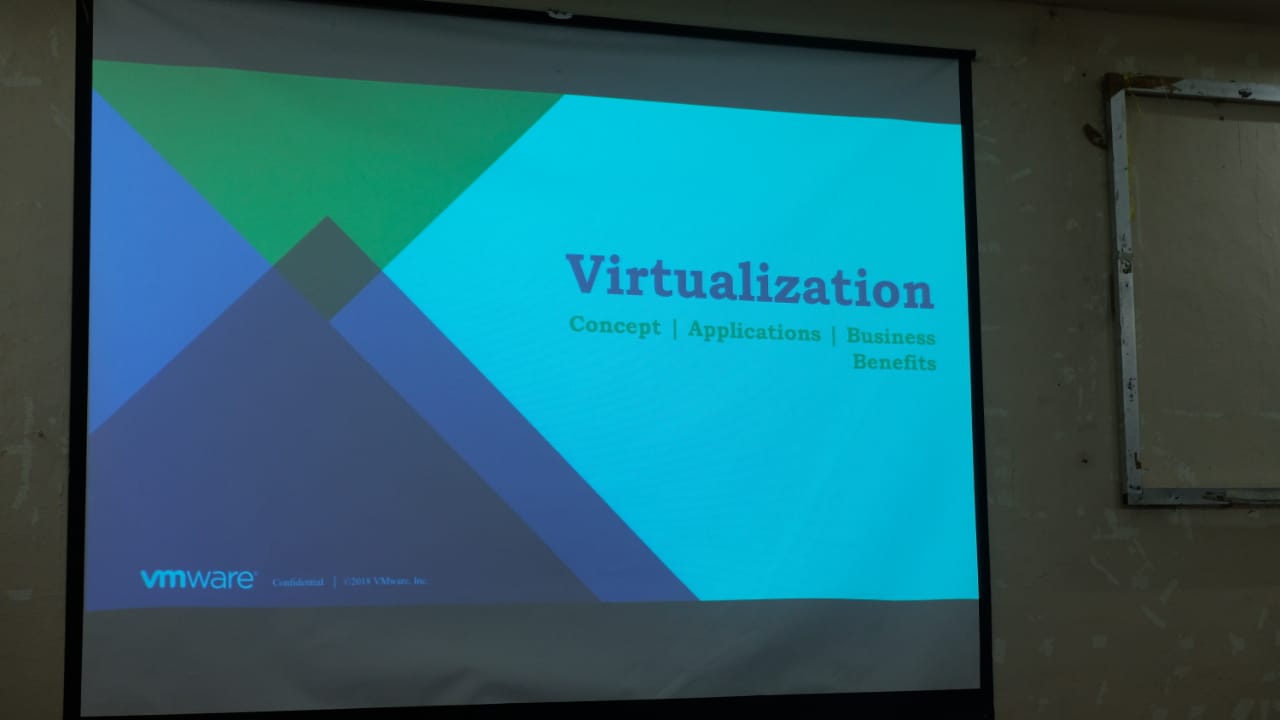 Virtualization
Concept | Applications | Business
Benefits
vmware® Confidential | ©2018 VMware, Inc.